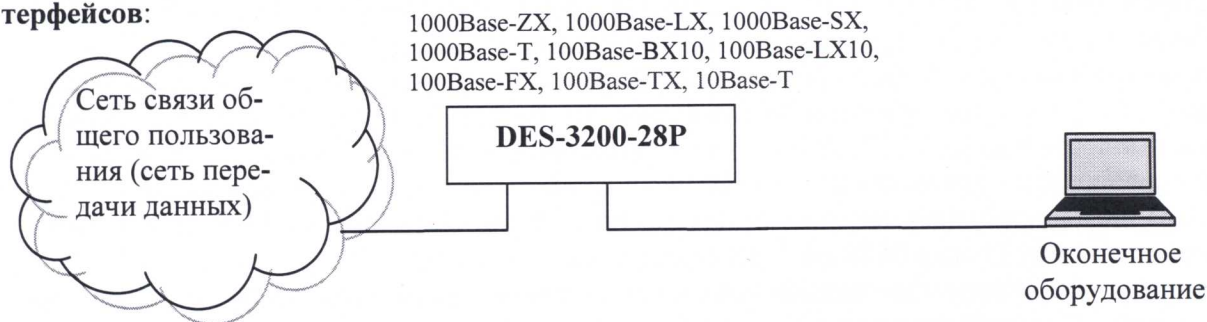 терфейсов:
1000Base-ZX, 1000Base-LX, 1000Base-SX,
1000Base-T, 100Base-BX10, 100Base-LX10,
100Base-FX, 100Base-TX, 10Base-T
Сеть связи об-
щего пользова-
ния (сеть пере-
дачи данных)
DES-3200-28P
Оконечное
оборудование